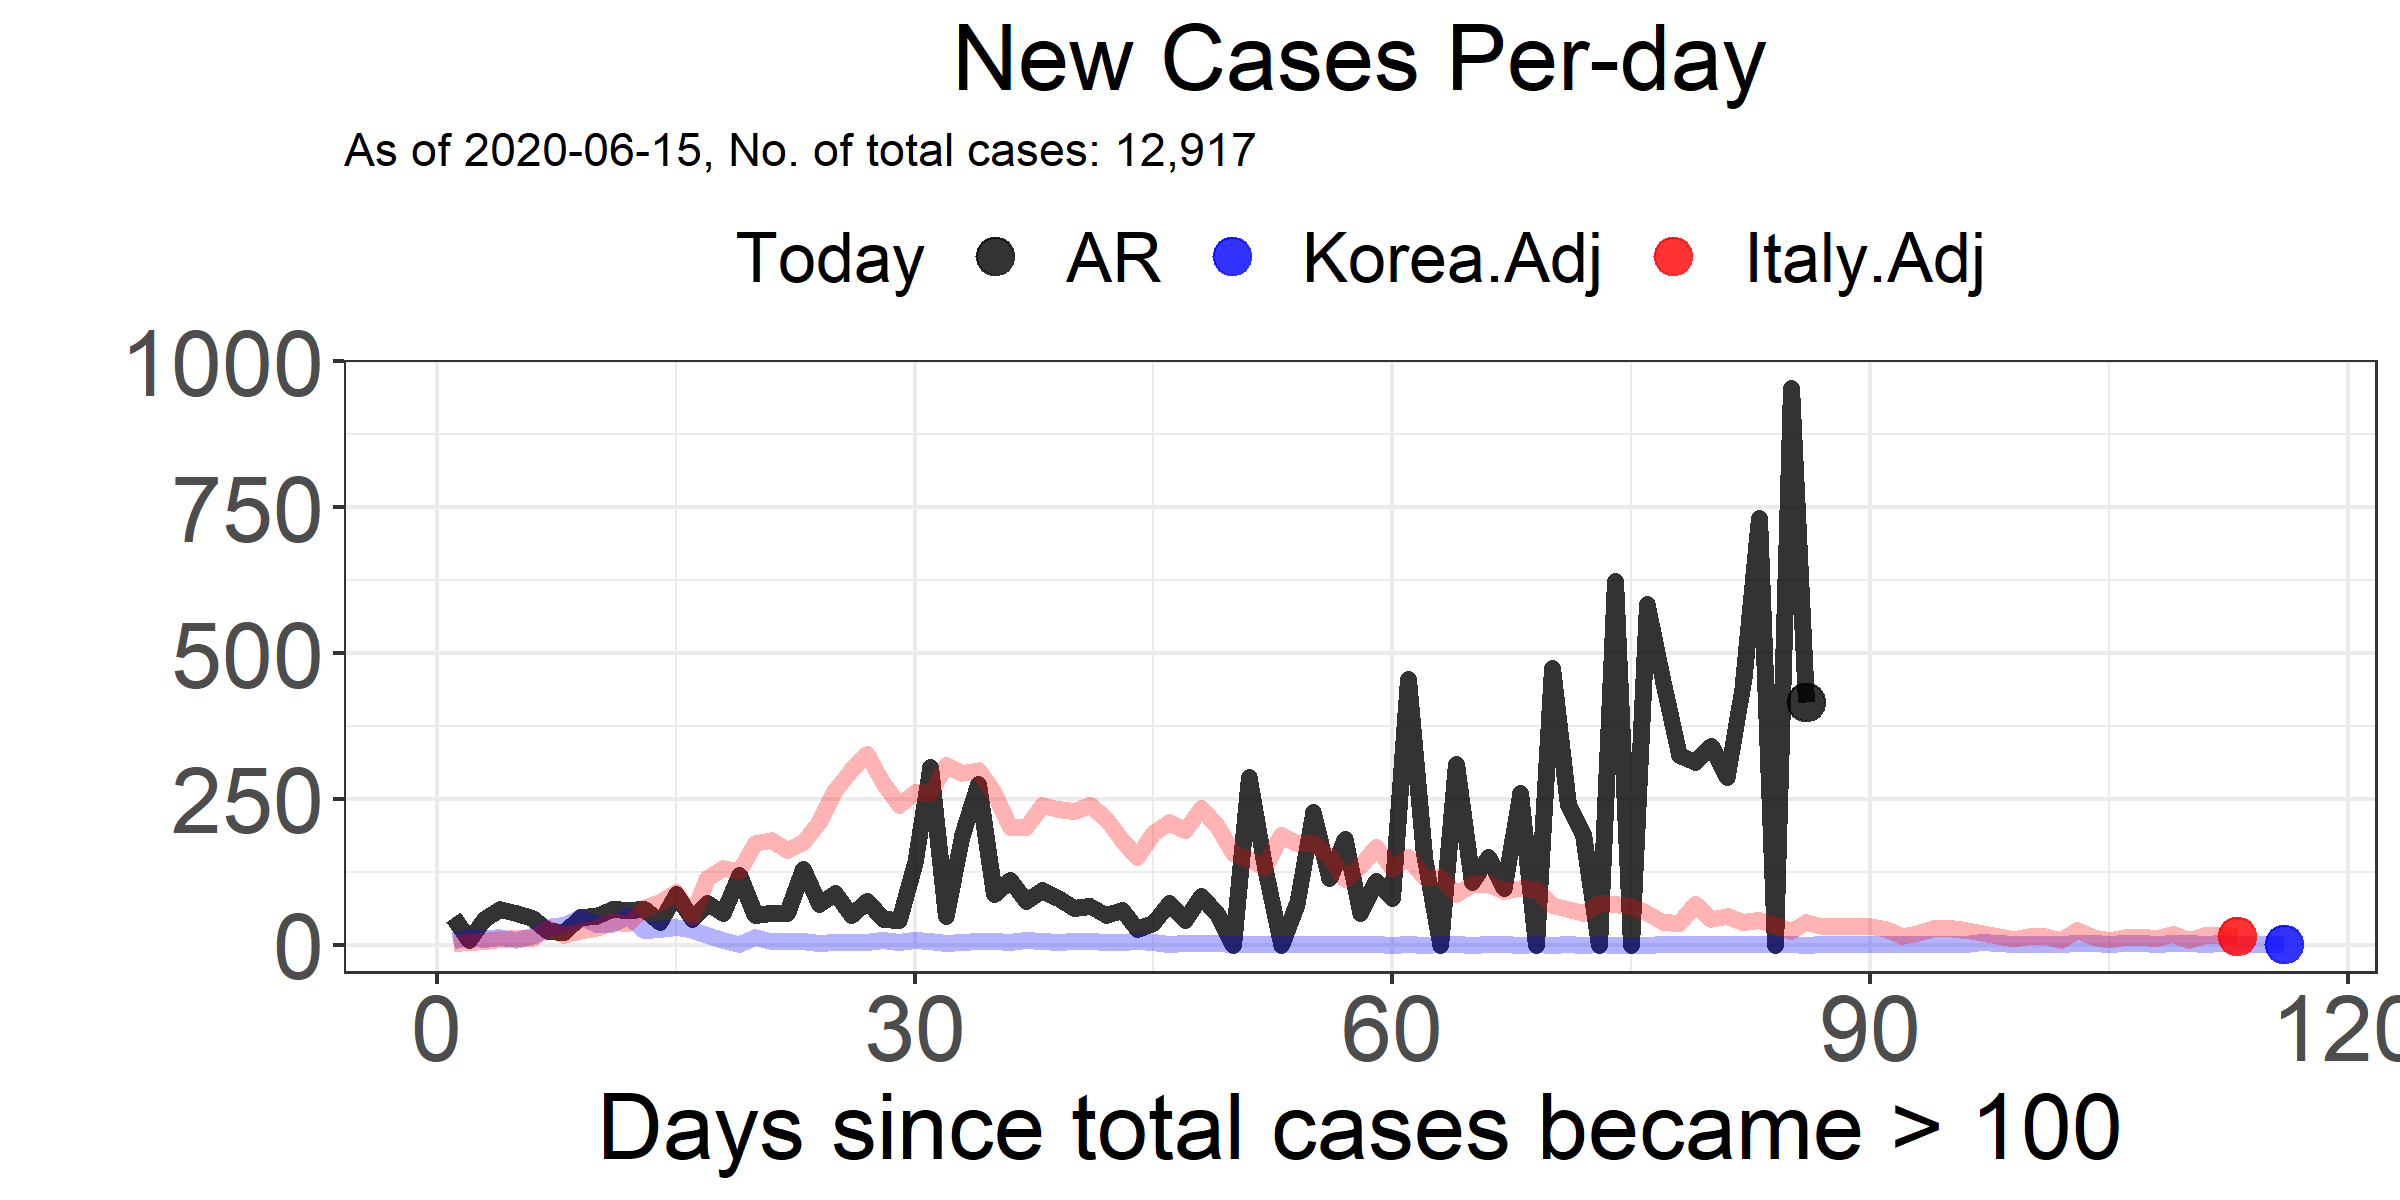 New Cases Per-day
As of 2020-06-15, No. of total cases: 12,917
Today AR Korea.Adj Italy.Adj
1000
750
500
250
0
0 30 60 90 120
Days since total cases became > 100